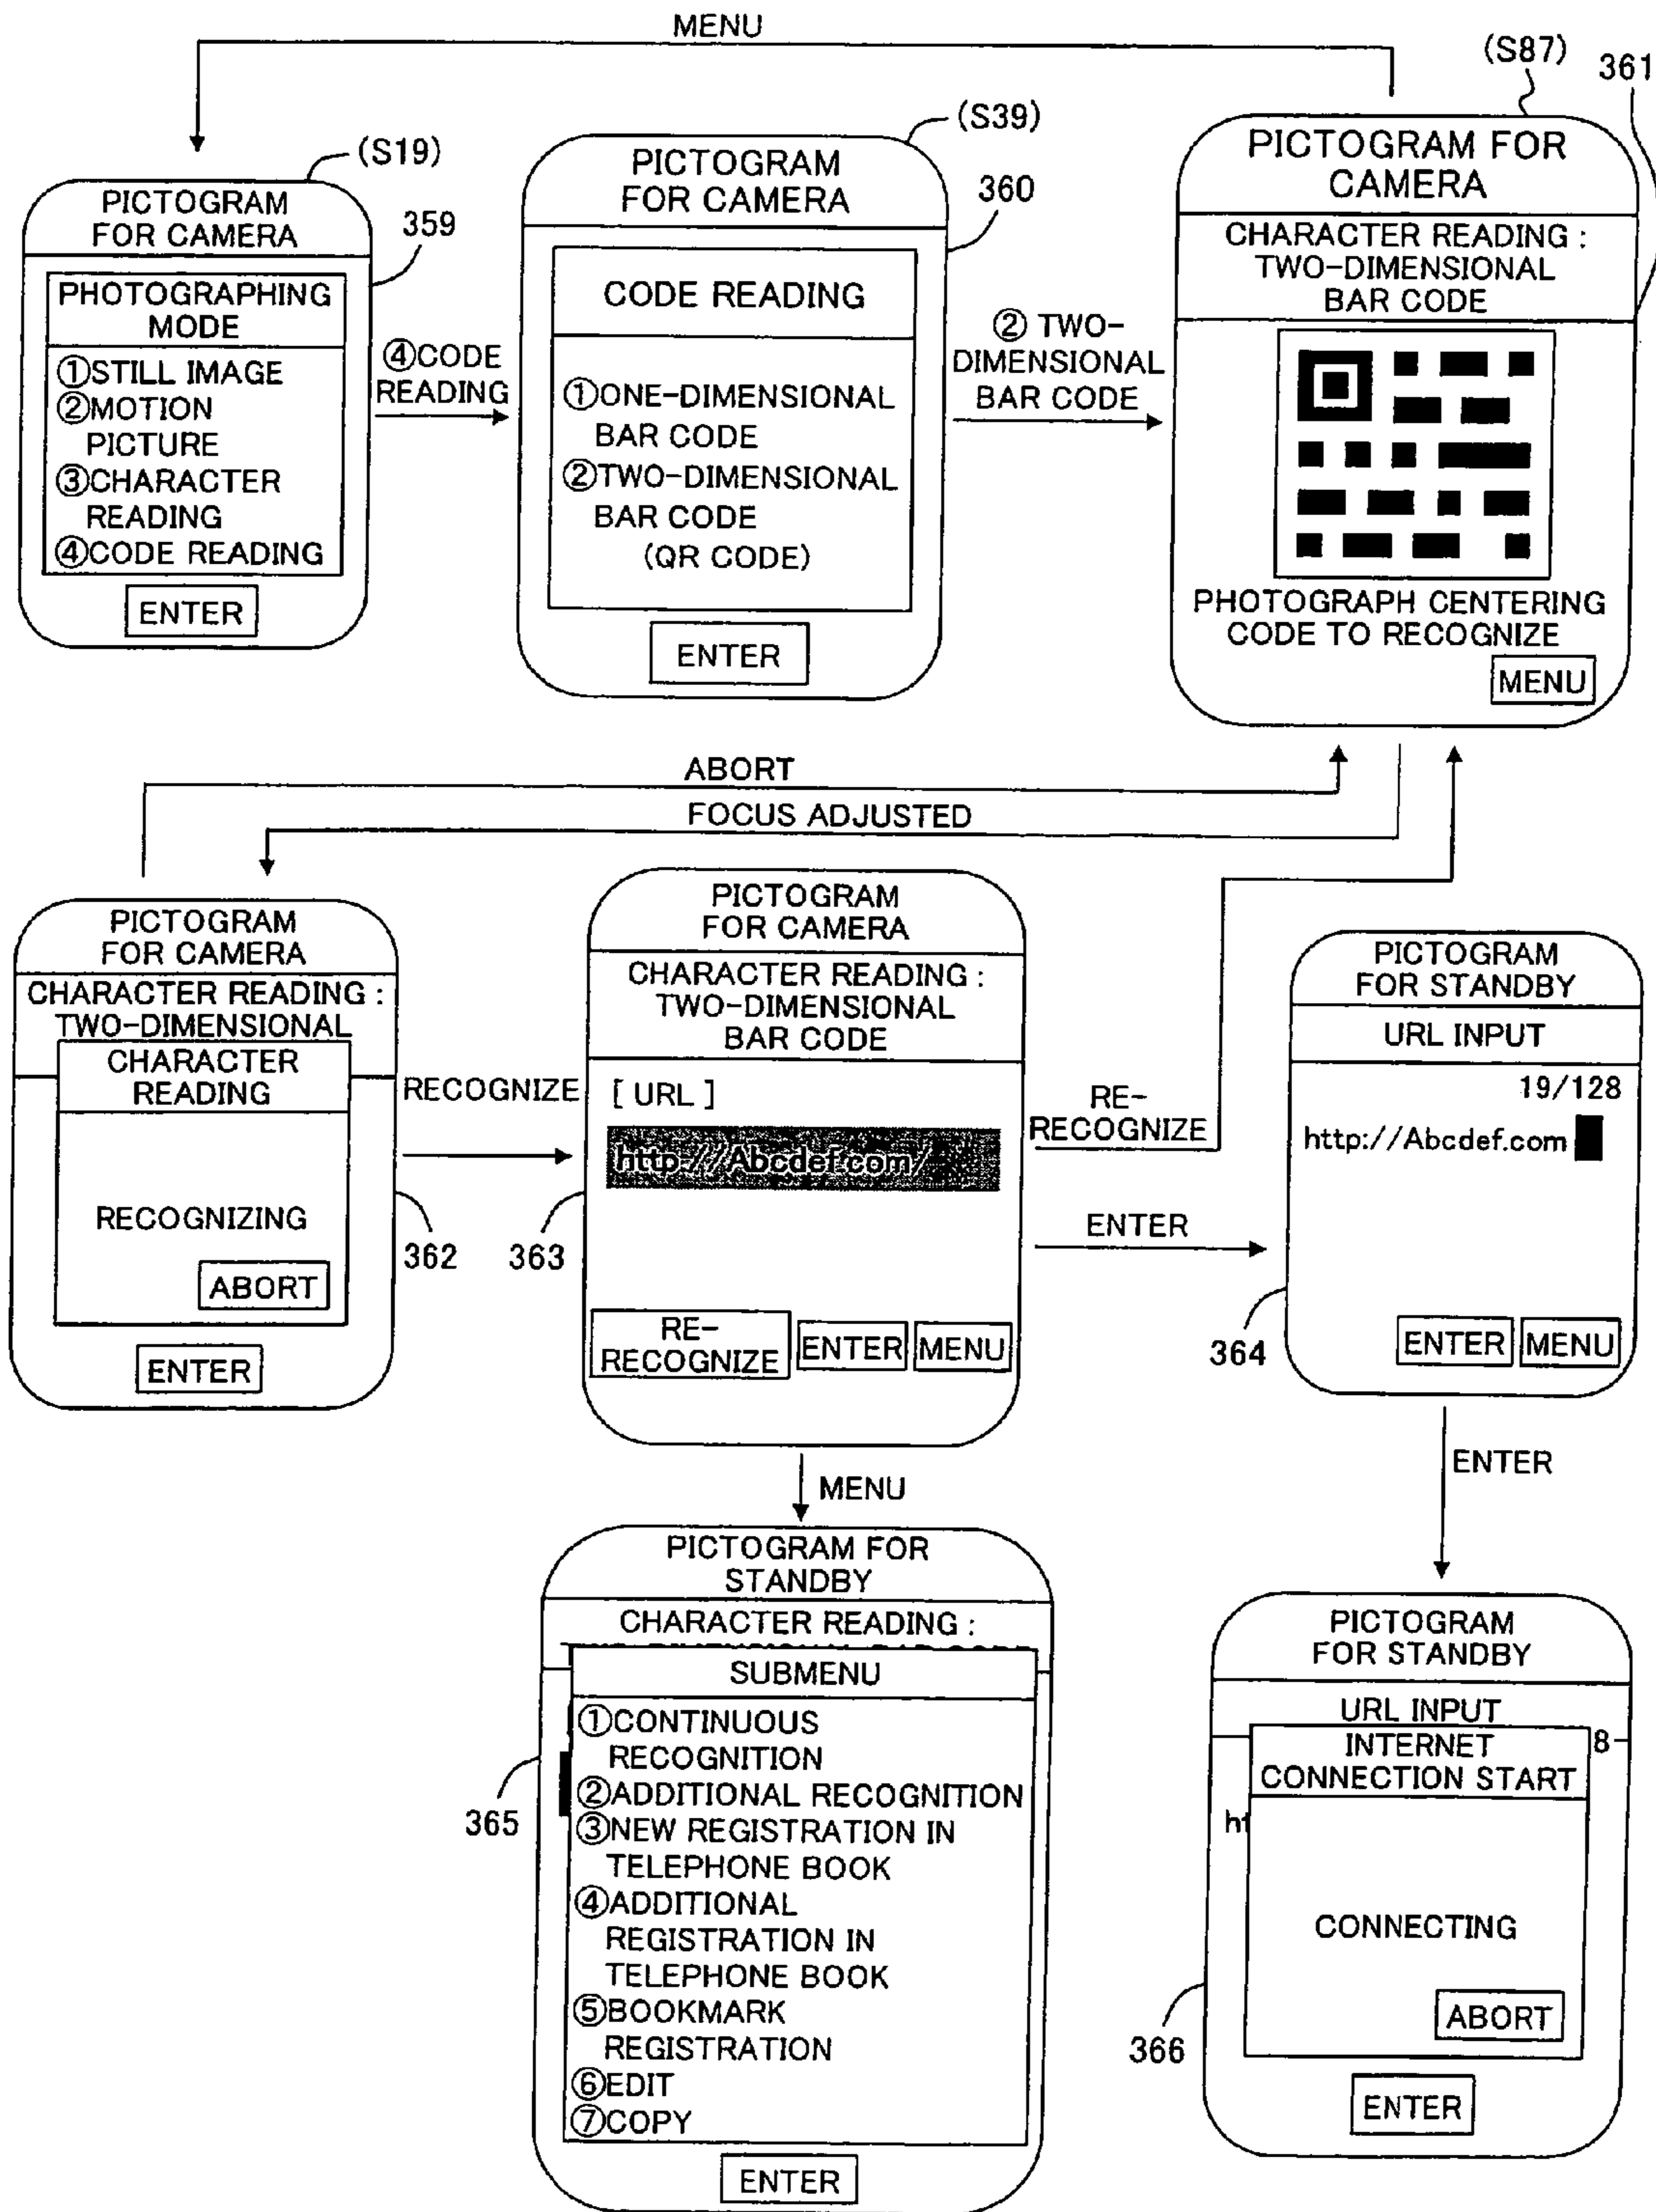 MENU
(S87)
361
(S39)
(S19)
PICTOGRAM
FOR CAMERA
359
PHOTOGRAPHING
MODE
①STILL IMAGE
②MOTION
PICTURE
③CHARACTER
READING
④CODE READING
ENTER
④CODE
READING
PICTOGRAM
FOR CAMERA
360
CODE READING
①ONE-DIMENSIONAL
BAR CODE
②TWO-DIMENSIONAL
BAR CODE
(QR CODE)
ENTER
② TWO-
DIMENSIONAL
BAR CODE
PICTOGRAM FOR
CAMERA
CHARACTER READING :
TWO-DIMENSIONAL
BAR CODE
PHOTOGRAPH CENTERING
CODE TO RECOGNIZE
MENU
ABORT
FOCUS ADJUSTED
PICTOGRAM
FOR CAMERA
CHARACTER READING :
TWO-DIMENSIONAL
CHARACTER
READING
RECOGNIZING
ABORT
ENTER
362
RECOGNIZE
PICTOGRAM
FOR CAMERA
CHARACTER READING :
TWO-DIMENSIONAL
BAR CODE
[ URL ]
http://Abcdef.com/
363
RE-
RECOGNIZE
ENTER
MENU
RE-
RECOGNIZE
ENTER
PICTOGRAM
FOR STANDBY
URL INPUT
19/128
http://Abcdef.com
364
ENTER
MENU
MENU
ENTER
PICTOGRAM FOR
STANDBY
CHARACTER READING :
SUBMENU
①CONTINUOUS
RECOGNITION
②ADDITIONAL RECOGNITION
③NEW REGISTRATION IN
TELEPHONE BOOK
④ADDITIONAL
REGISTRATION IN
TELEPHONE BOOK
⑤BOOKMARK
REGISTRATION
⑥EDIT
⑦COPY
ENTER
365
PICTOGRAM
FOR STANDBY
URL INPUT
8
INTERNET
CONNECTION START
ht
CONNECTING
ABORT
ENTER
366